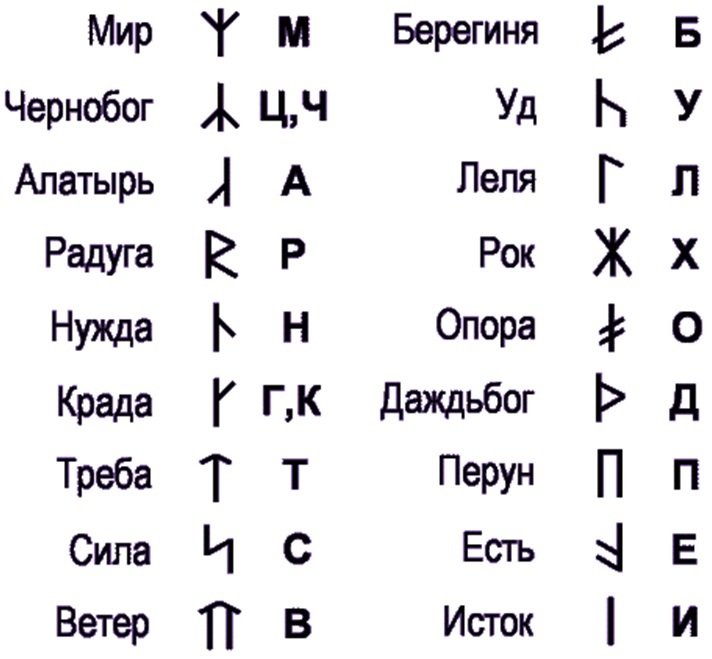 Мир ᛉ М Берегиня Б
Чернобог ᛦ Ц,Ч Уд У
Алатырь А Леля ᛚ Л
Радуга ᚱ Р Рок ᛡ Х
Нужда Н Опора О
Крада Г,К Даждьбог ᚦ Д
Треба ᛏ Т Перун П
Сила ᛋ С Есть Е
Ветер В Исток ᛁ И